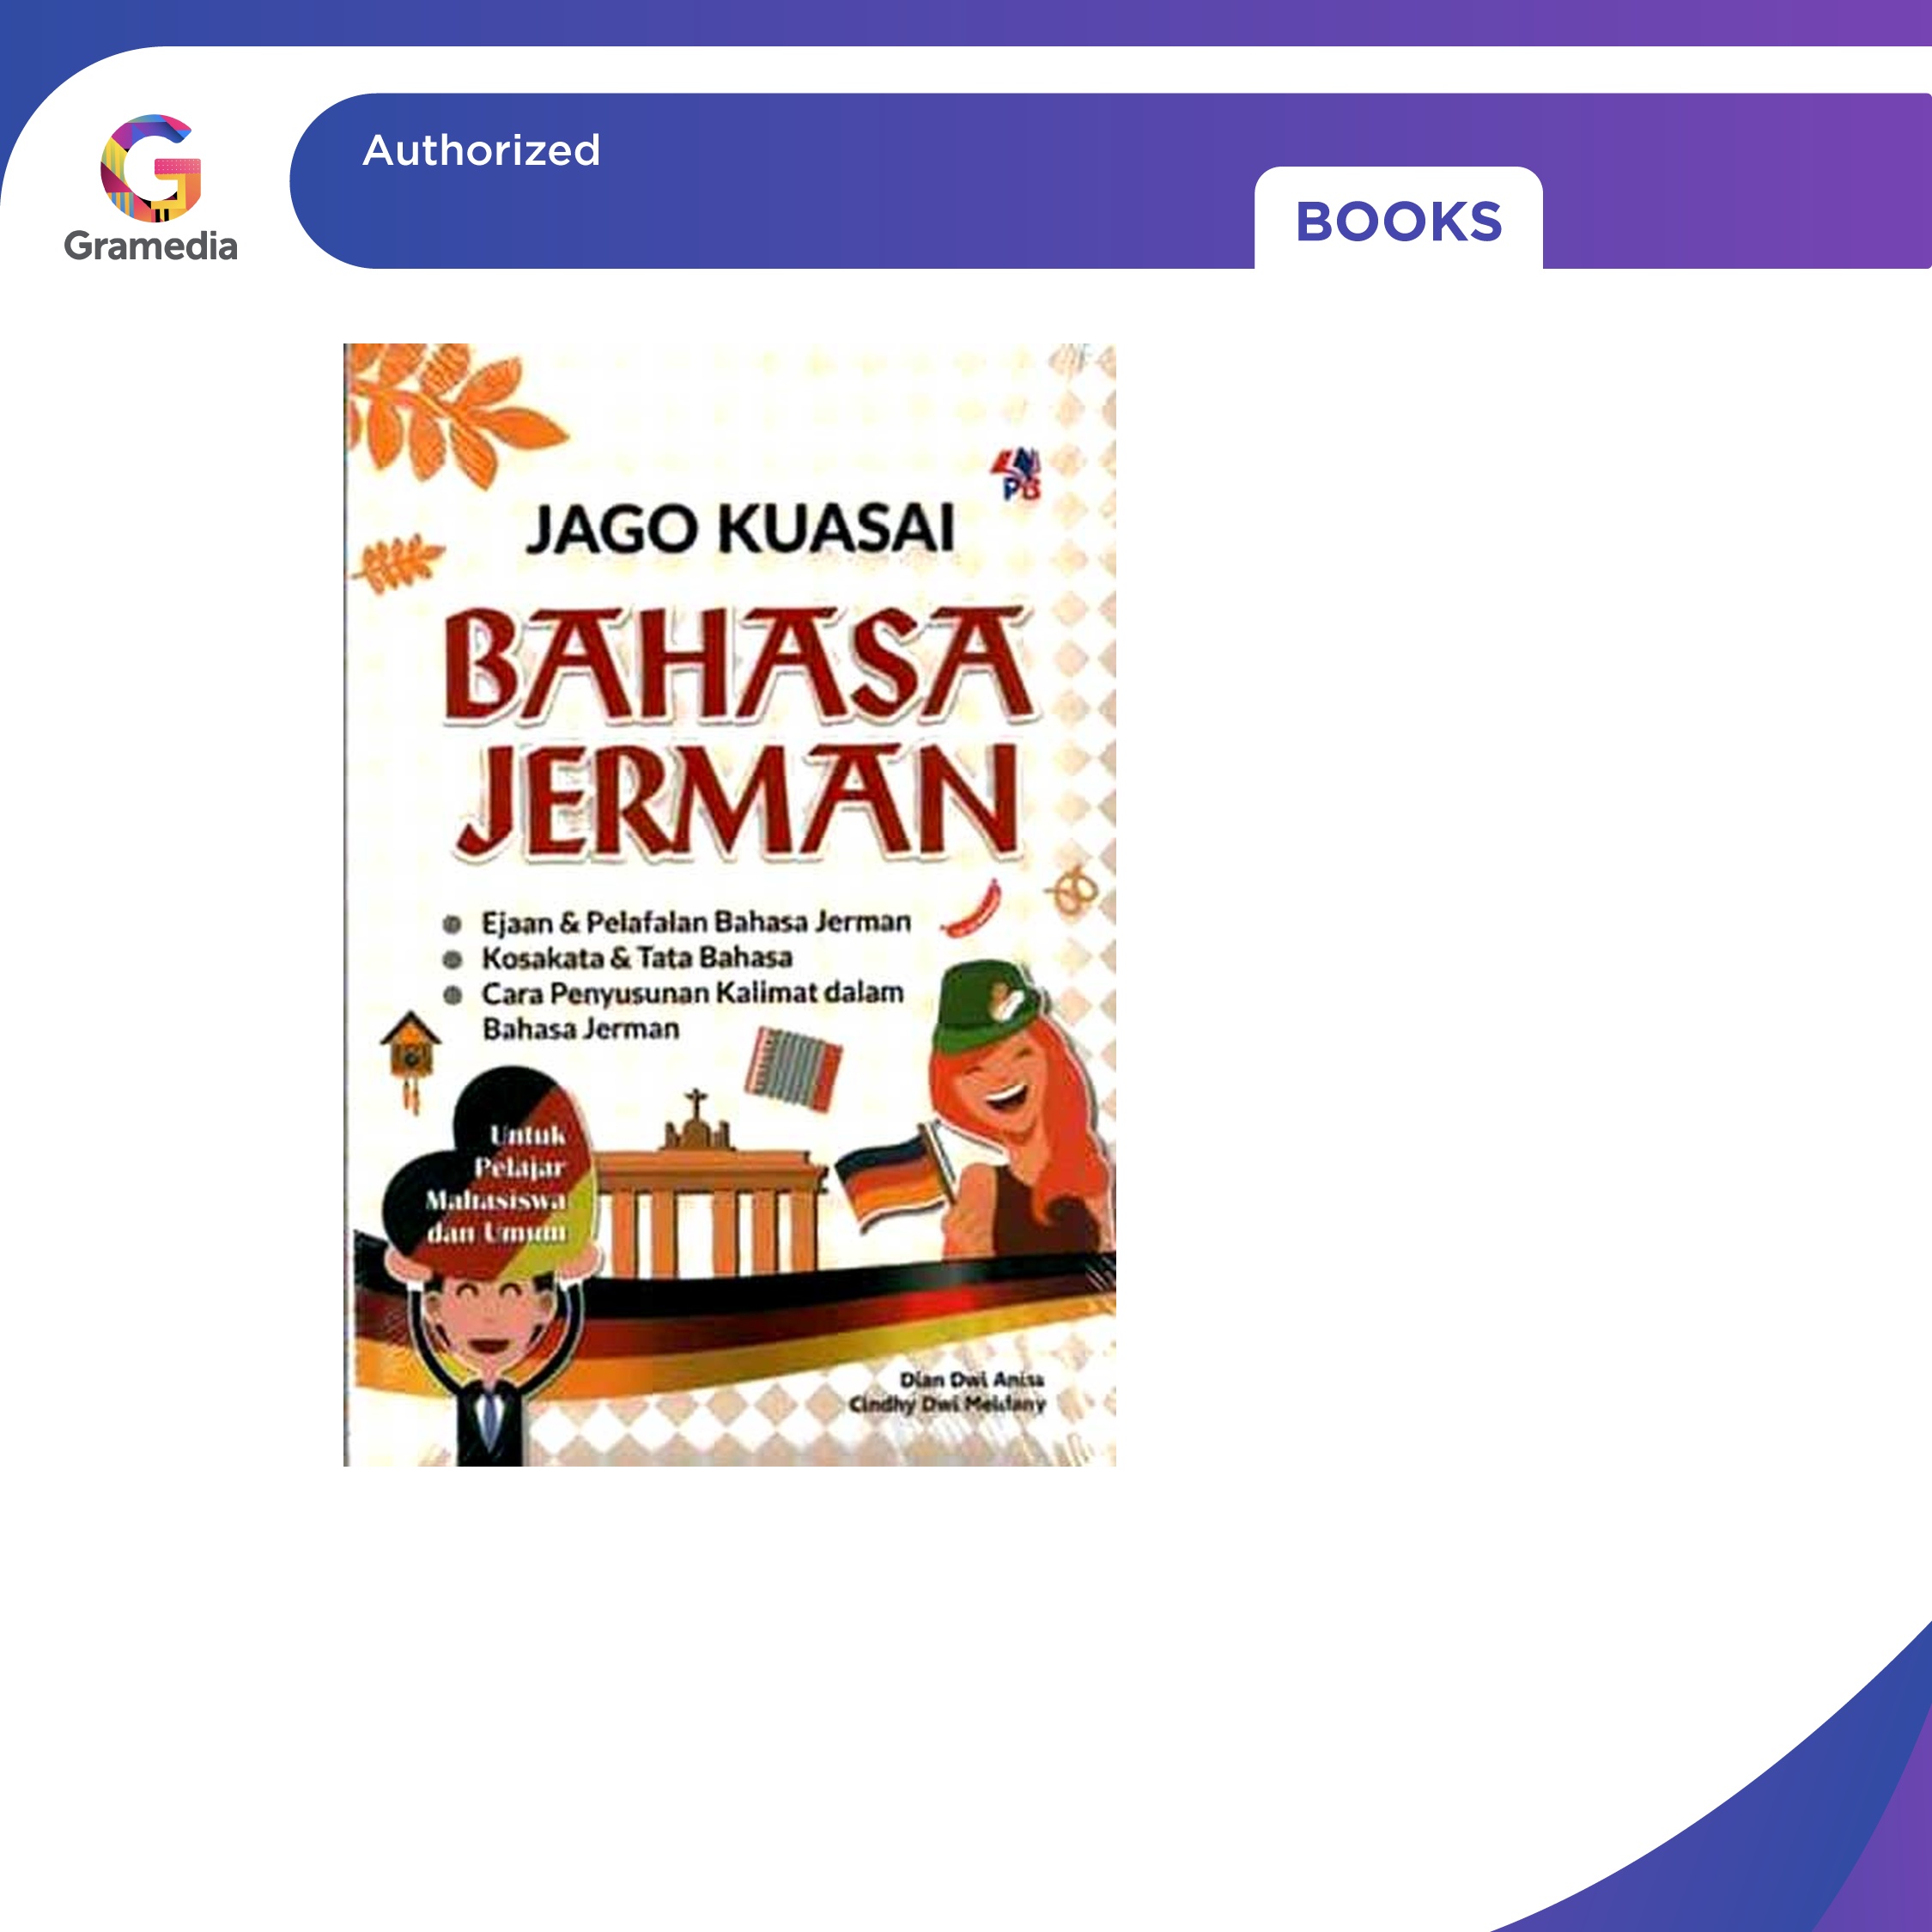 Gramedia
Authorized
BOOKS
LNPB
JAGO KUASAI
BAHASA
JERMAN
Ejaan & Pelafalan Bahasa Jerman
Kosakata & Tata Bahasa
Cara Penyusunan Kalimat dalam
Bahasa Jerman
Untuk
Pelajar
Mahasiswa
dan Umum
Dian Dwi Anisa
Cindhy Dwi Meidany